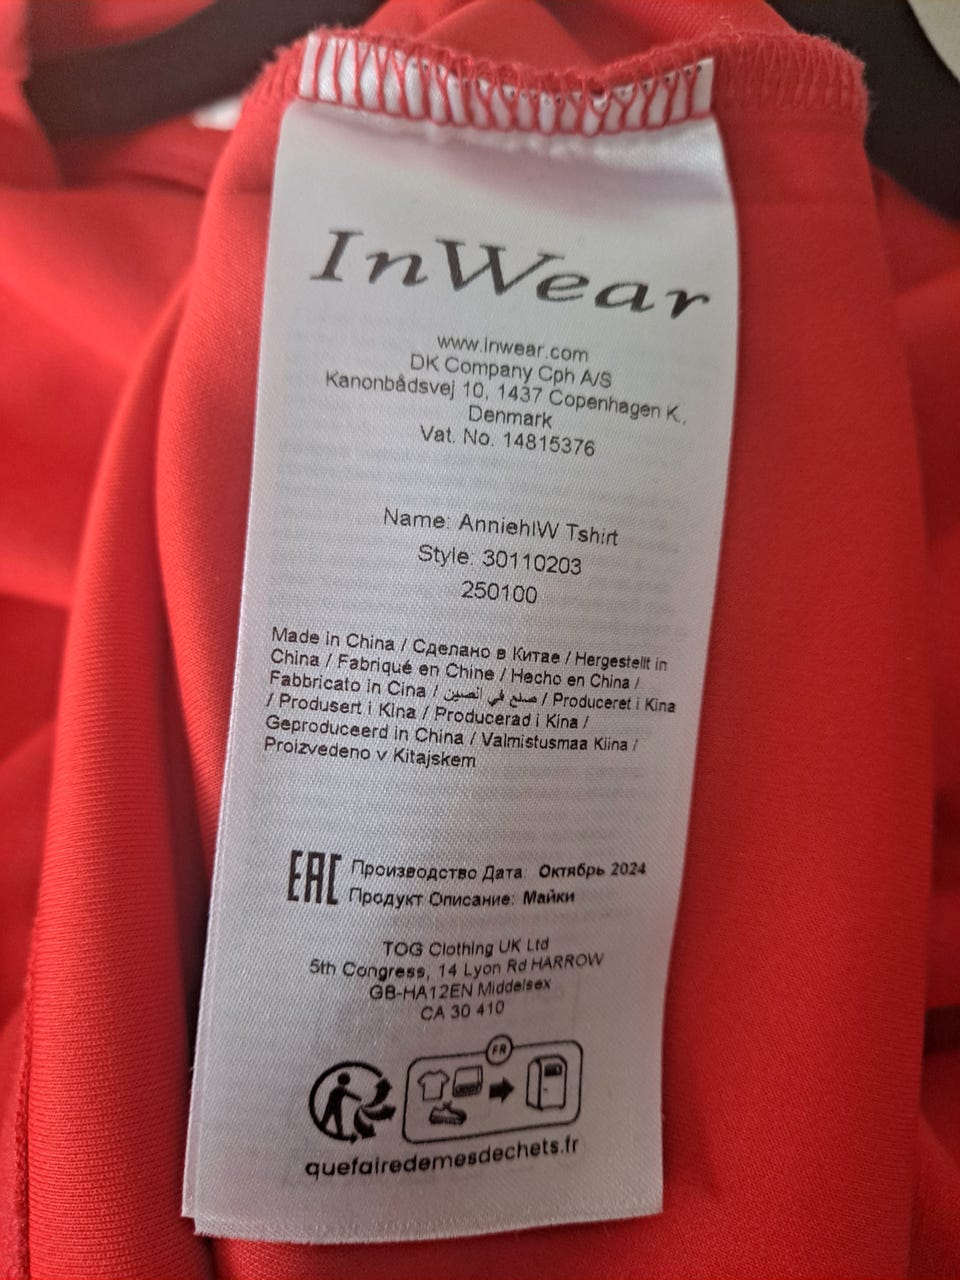 InWear
www.inwear.com
DK Company Cph A/S
Kanonbådsvej 10, 1437 Copenhagen K.,
Denmark
Vat. No. 14815376
Name: AnniehIW Tshirt
Style: 30110203
250100
Made in China / Сделано в Китае / Hergestellt in
China / Fabriqué en Chine / Hecho en China /
Fabbricato in Cina / صنع في الصين / Produceret i Kina
/ Produsert i Kina / Producerad i Kina /
Geproduceerd in China / Valmistusmaa Kiina /
Proizvedeno v Kitajskem
EAC Производство Дата: Октябрь 2024
Продукт Описание: Майки
TOG Clothing UK Ltd
5th Congress, 14 Lyon Rd HARROW
GB-HA12EN Middelsex
CA 30 410
FR
quefairedemesdechets.fr